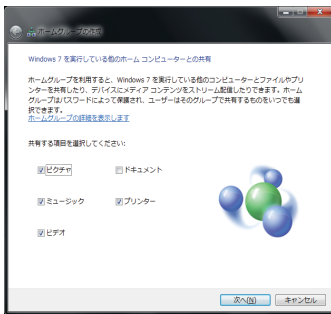 ホームグループの作成
Windows 7 を実行している他のホーム コンピューターとの共有
ホームグループを利用すると、Windows 7 を実行している他のコンピューターとファイルやプリ
ンターを共有したり、デバイスにメディア コンテンツをストリーム配信したりできます。ホーム
グループはパスワードによって保護され、ユーザーはそのグループで共有するものをいつでも選
択できます。
ホームグループの詳細を表示します
共有する項目を選択してください:
ピクチャ ドキュメント
ミュージック プリンター
ビデオ
次へ(N) キャンセル